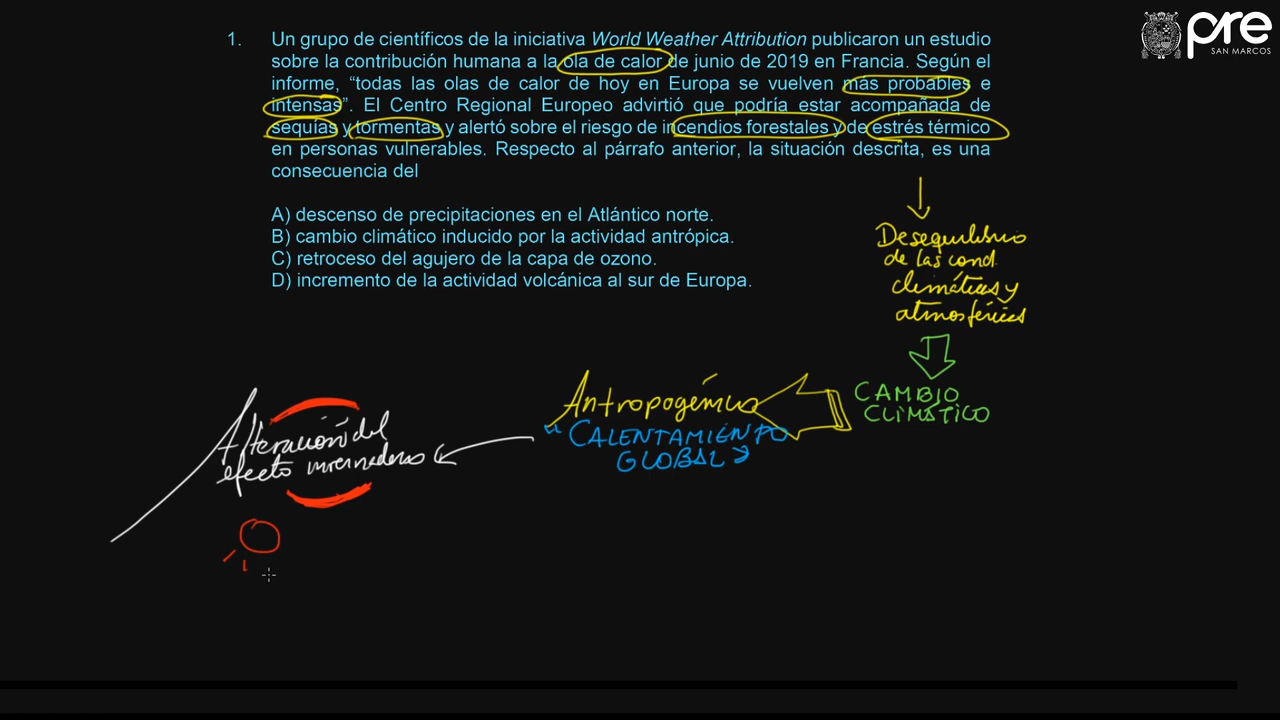 pre
SAN MARCOS
1. Un grupo de científicos de la iniciativa World Weather Attribution publicaron un estudio
sobre la contribución humana a la ola de calor de junio de 2019 en Francia. Según el
informe, “todas las olas de calor de hoy en Europa se vuelven más probables e
intensas”. El Centro Regional Europeo advirtió que podría estar acompañada de
sequías y tormentas y alertó sobre el riesgo de incendios forestales y de estrés térmico
en personas vulnerables. Respecto al párrafo anterior, la situación descrita, es una
consecuencia del
A) descenso de precipitaciones en el Atlántico norte.
B) cambio climático inducido por la actividad antrópica.
C) retroceso del agujero de la capa de ozono.
D) incremento de la actividad volcánica al sur de Europa.
Desequilibrio
de las cond.
climáticas y
atmosféricas
CAMBIO
CLIMÁTICO
Antropogénico
"CALENTAMIENTO
GLOBAL"
Alteración del
efecto invernadero